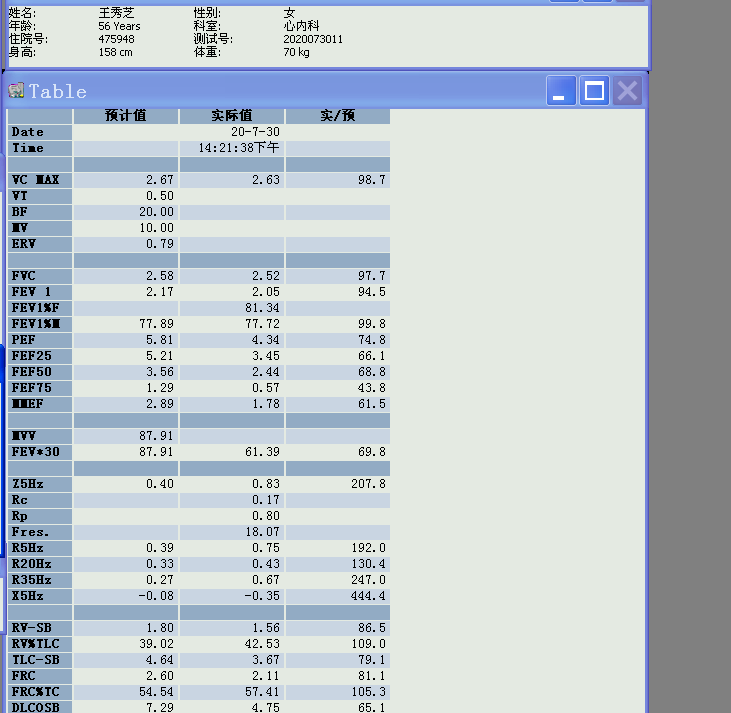 姓名: 王秀芝 性别: 女
年龄: 56 Years 科室: 心内科
住院号: 475948 测试号: 2020073011
身高: 158 cm 体重: 70 kg
Table
预计值 实际值 实/预
Date 20-7-30
Time 14:21:38下午
VC MAX 2.67 2.63 98.7
VT 0.50
BF 20.00
MV 10.00
ERV 0.79
FVC 2.58 2.52 97.7
FEV 1 2.17 2.05 94.5
FEV1%F 81.34
FEV1%M 77.89 77.72 99.8
PEF 5.81 4.34 74.8
FEF25 5.21 3.45 66.1
FEF50 3.56 2.44 68.8
FEF75 1.29 0.57 43.8
MMEF 2.89 1.78 61.5
MVV 87.91
FEV*30 87.91 61.39 69.8
Z5Hz 0.40 0.83 207.8
Rc 0.17
Rp 0.80
Fres. 18.07
R5Hz 0.39 0.75 192.0
R20Hz 0.33 0.43 130.4
R35Hz 0.27 0.67 247.0
X5Hz -0.08 -0.35 444.4
RV-SB 1.80 1.56 86.5
RV%TLC 39.02 42.53 109.0
TLC-SB 4.64 3.67 79.1
FRC 2.60 2.11 81.1
FRC%TC 54.54 57.41 105.3
DLCOSB 7.29 4.75 65.1